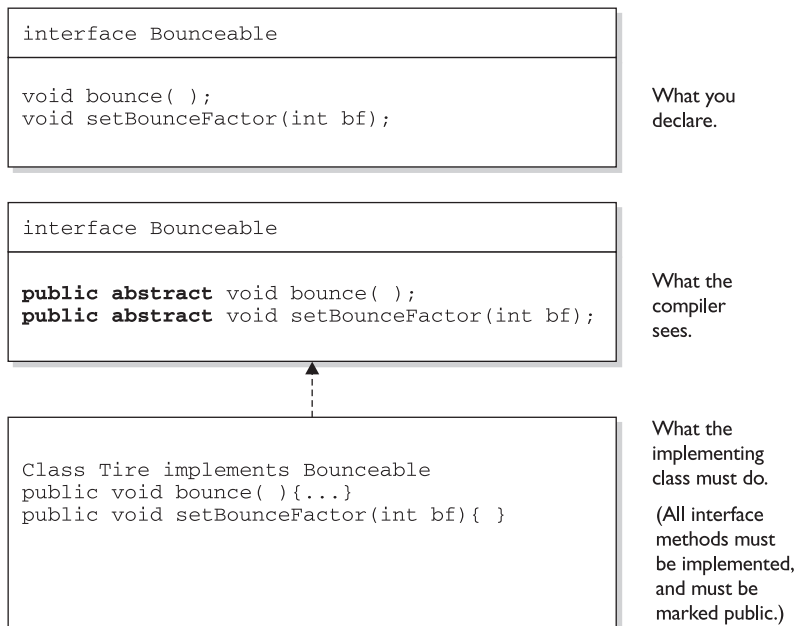 interface Bounceable
void bounce( );
void setBounceFactor(int bf);
What you
declare.
interface Bounceable
public abstract void bounce( );
public abstract void setBounceFactor(int bf);
What the
compiler
sees.
Class Tire implements Bounceable
public void bounce( ){...}
public void setBounceFactor(int bf){ }
What the
implementing
class must do.
(All interface
methods must
be implemented,
and must be
marked public.)